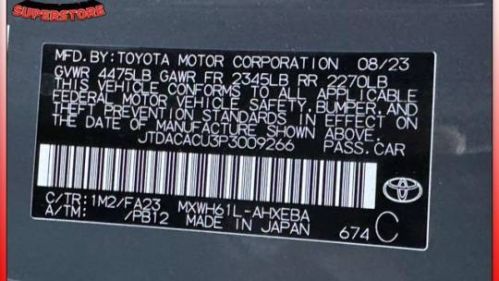 SUPERSTORE
MFD. BY: TOYOTA MOTOR CORPORATION 08/23
GVWR 4475LB GAWR FR 2345LB RR 2270LB
THIS VEHICLE CONFORMS TO ALL APPLICABLE
FEDERAL MOTOR VEHICLE SAFETY, BUMPER, AND
THEFT PREVENTION STANDARDS IN EFFECT ON
THE DATE OF MANUFACTURE SHOWN ABOVE.
JTDACACU3P3009266 PASS. CAR
C/TR: 1M2/FA23 MXWH61L-AHXEBA
A/TM: /PB12 MADE IN JAPAN 674 C